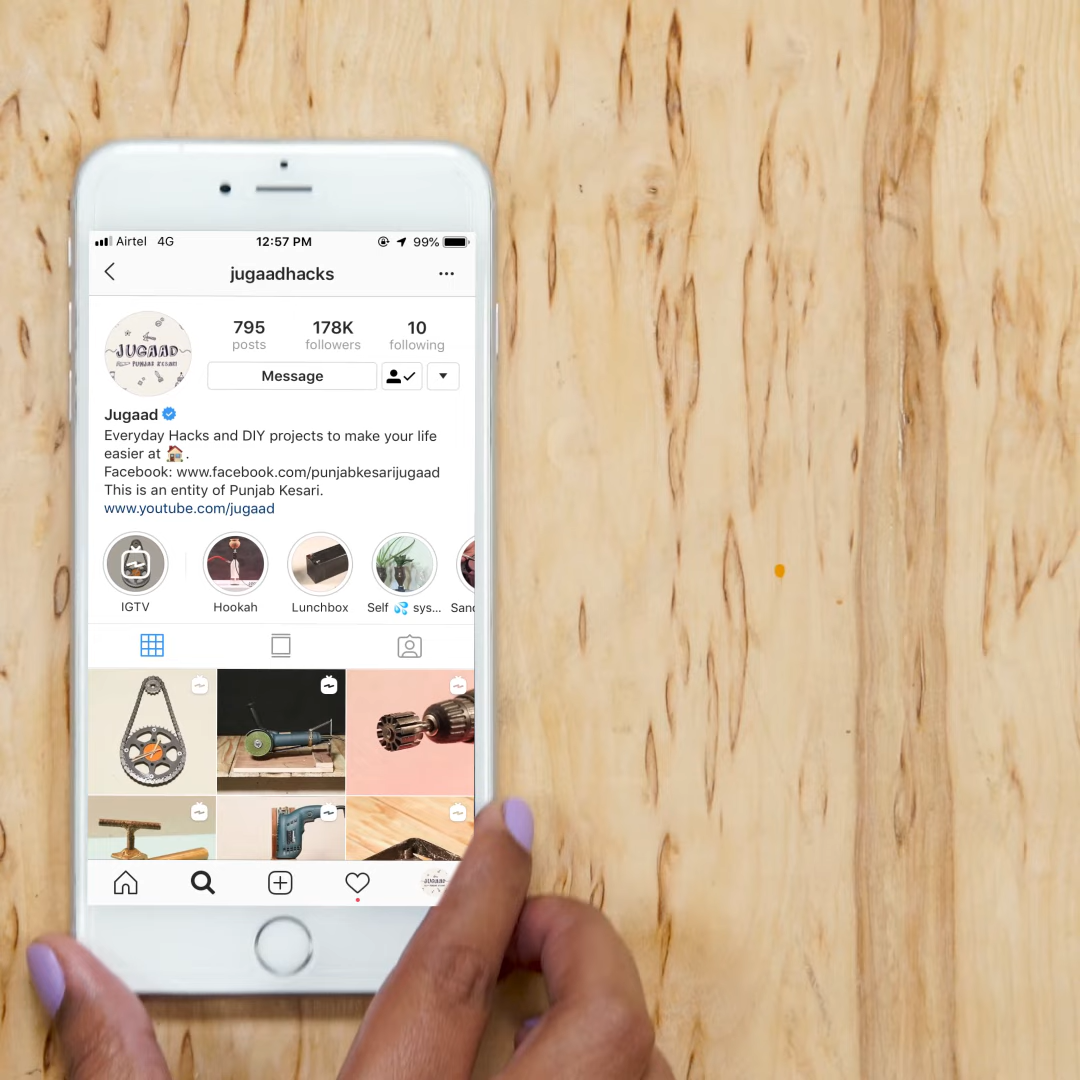 Airtel 4G 12:57 PM 99%
jugaadhacks
795 178K 10
posts followers following
JUGAAD
PUNJAB KESARI
Message
Jugaad
Everyday Hacks and DIY projects to make your life
easier at 🏠.
Facebook: www.facebook.com/punjabkesarijugaad
This is an entity of Punjab Kesari.
www.youtube.com/jugaad
IGTV Hookah Lunchbox Self 💦 sys... Sand
JUGAAD